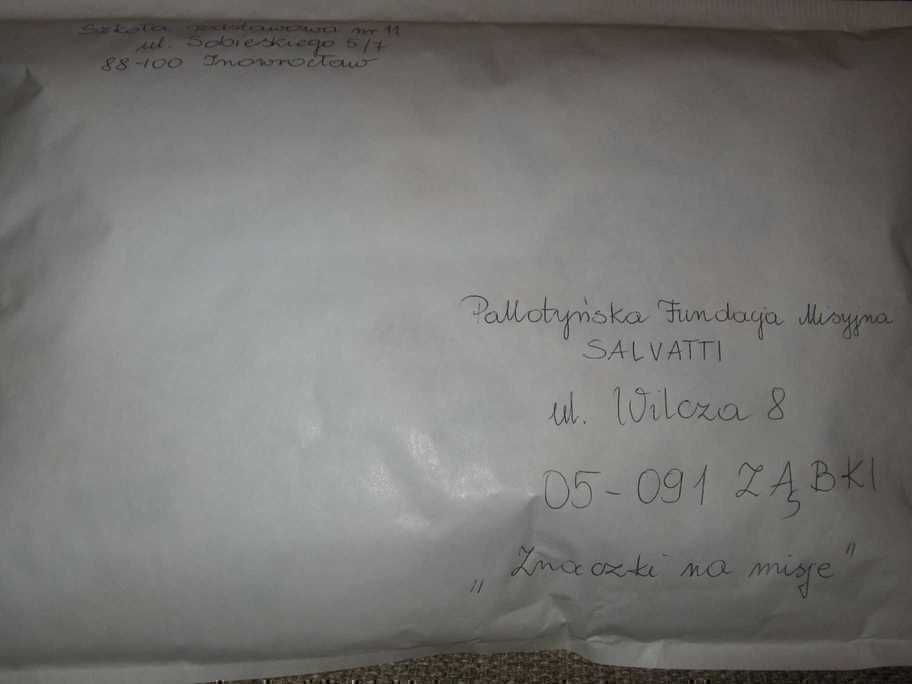 Szkoła podstawowa nr 11
ul. Sobieskiego 5/7
88-100 Inowrocław
Pallotyńska Fundacja Misyjna
SALVATTI
ul. Wilcza 8
05-091 ZĄBKI
„Znaczki na misje”